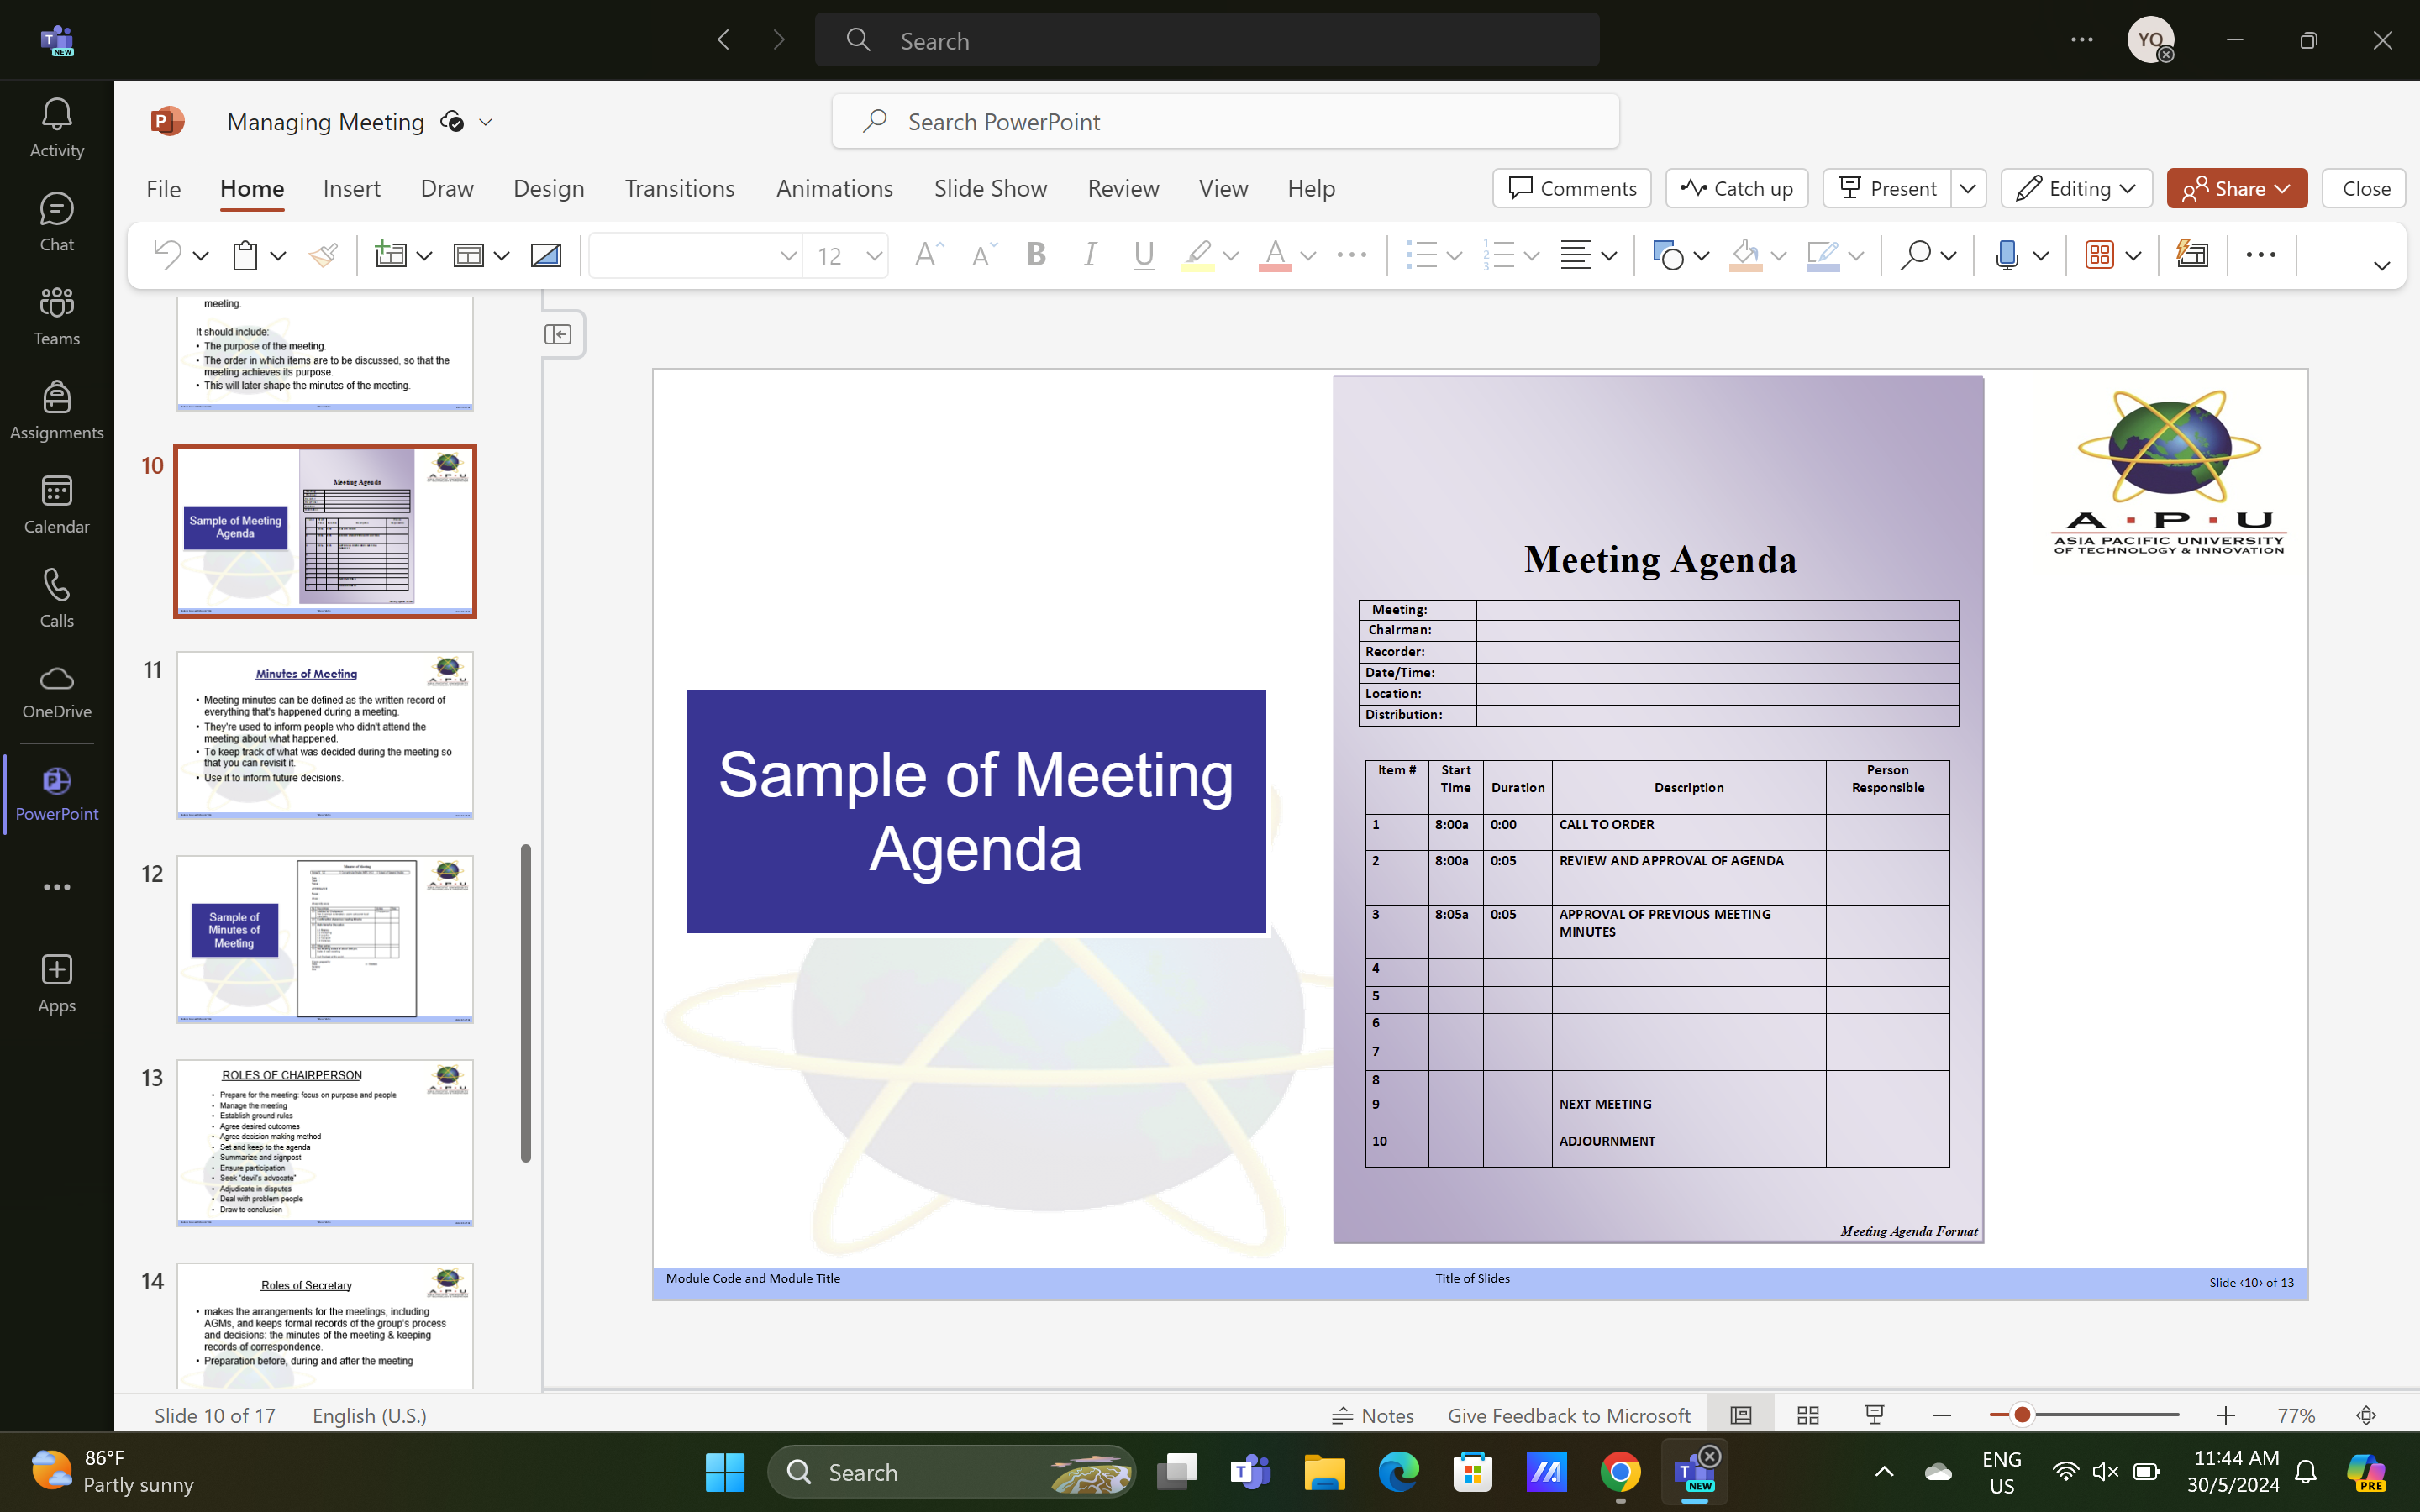 NEW
Search
YO
Activity
Chat
Teams
Assignments
Calendar
Calls
OneDrive
PowerPoint
Apps
Managing Meeting
Search PowerPoint
File
Home
Insert
Draw
Design
Transitions
Animations
Slide Show
Review
View
Help
Comments
Catch up
Present
Editing
Share
Close
12
meeting.
It should include:
• The purpose of the meeting.
• The order in which items are to be discussed, so that the
meeting achieves its purpose.
• This will later shape the minutes of the meeting.
10
Meeting Agenda
Sample of Meeting
Agenda
11
Minutes of Meeting
• Meeting minutes can be defined as the written record of
everything that's happened during a meeting.
• They're used to inform people who didn't attend the
meeting about what happened.
• To keep track of what was decided during the meeting so
that you can revisit it.
• Use it to inform future decisions.
12
Sample of
Minutes of
Meeting
13
ROLES OF CHAIRPERSON
• Prepare for the meeting: focus on purpose and people
• Manage the meeting
• Establish ground rules
• Agree desired outcomes
• Agree decision making method
• Set and keep to the agenda
• Summarize and signpost
• Ensure participation
• Seek "devil's advocate"
• Adjudicate in disputes
• Deal with problem people
• Draw to conclusion
14
Roles of Secretary
• makes the arrangements for the meetings, including
AGMs, and keeps formal records of the group's process
and decisions: the minutes of the meeting & keeping
records of correspondence.
• Preparation before, during and after the meeting
Sample of Meeting
Agenda
Meeting Agenda
Meeting:
Chairman:
Recorder:
Date/Time:
Location:
Distribution:
Item # Start Time Duration Description Person Responsible
1 8:00a 0:00 CALL TO ORDER
2 8:00a 0:05 REVIEW AND APPROVAL OF AGENDA
3 8:05a 0:05 APPROVAL OF PREVIOUS MEETING
MINUTES
4
5
6
7
8
9 NEXT MEETING
10 ADJOURNMENT
Meeting Agenda Format
A · P · U
ASIA PACIFIC UNIVERSITY
OF TECHNOLOGY & INNOVATION
Module Code and Module Title
Title of Slides
Slide ‹10› of 13
Slide 10 of 17
English (U.S.)
Notes
Give Feedback to Microsoft
77%
86°F
Partly sunny
Search
NEW
ENG
US
11:44 AM
30/5/2024
PRE